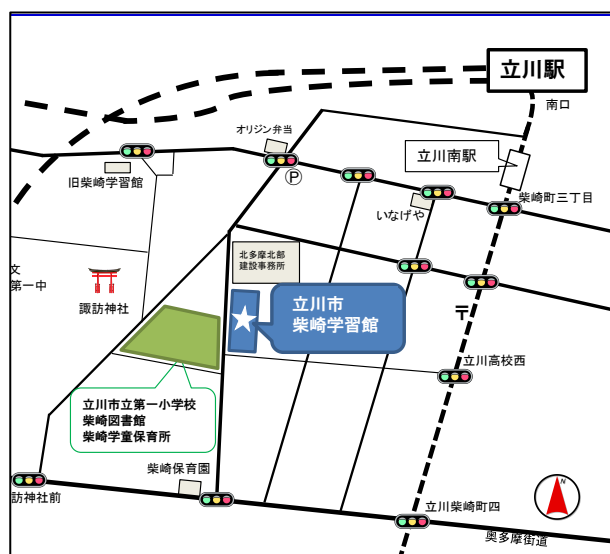 立川駅
南口
オリジン弁当
立川南駅
P
旧柴崎学習館
いなげや
柴崎町三丁目
北多摩北部
建設事務所
文
第一中
諏訪神社
立川市
柴崎学習館
〒
立川高校西
立川市立第一小学校
柴崎図書館
柴崎学童保育所
柴崎保育園
訪神社前
N
立川柴崎町四
奥多摩街道